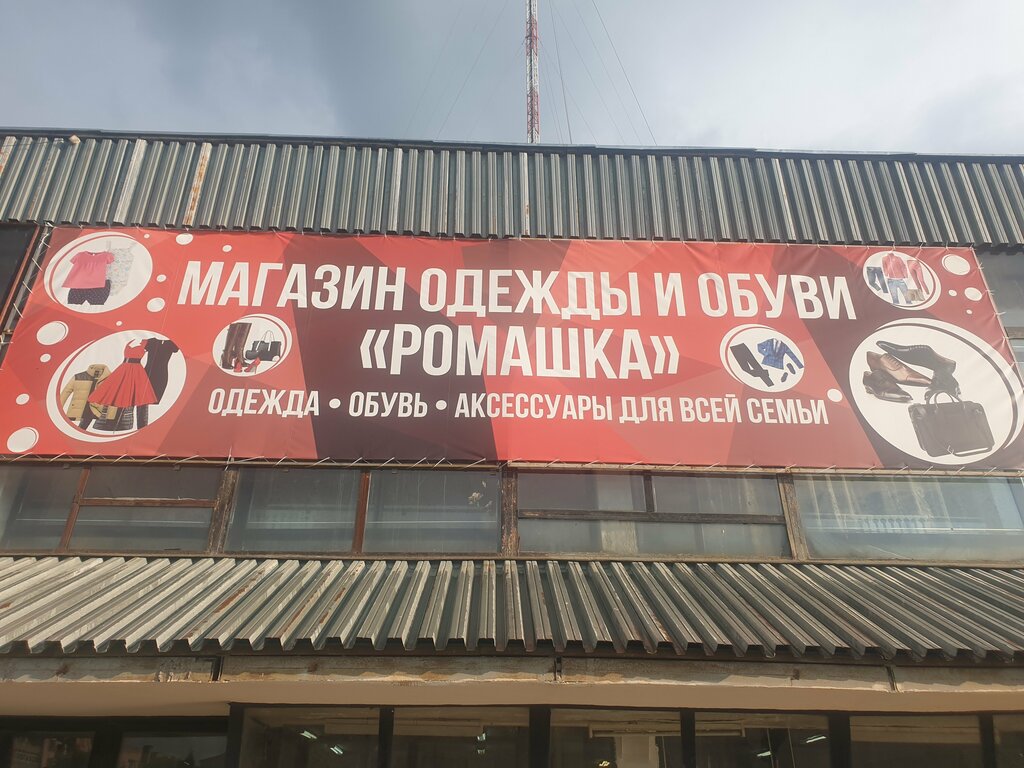 МАГАЗИН ОДЕЖДЫ И ОБУВИ
«РОМАШКА»
ОДЕЖДА • ОБУВЬ • АКСЕССУАРЫ ДЛЯ ВСЕЙ СЕМЬИ